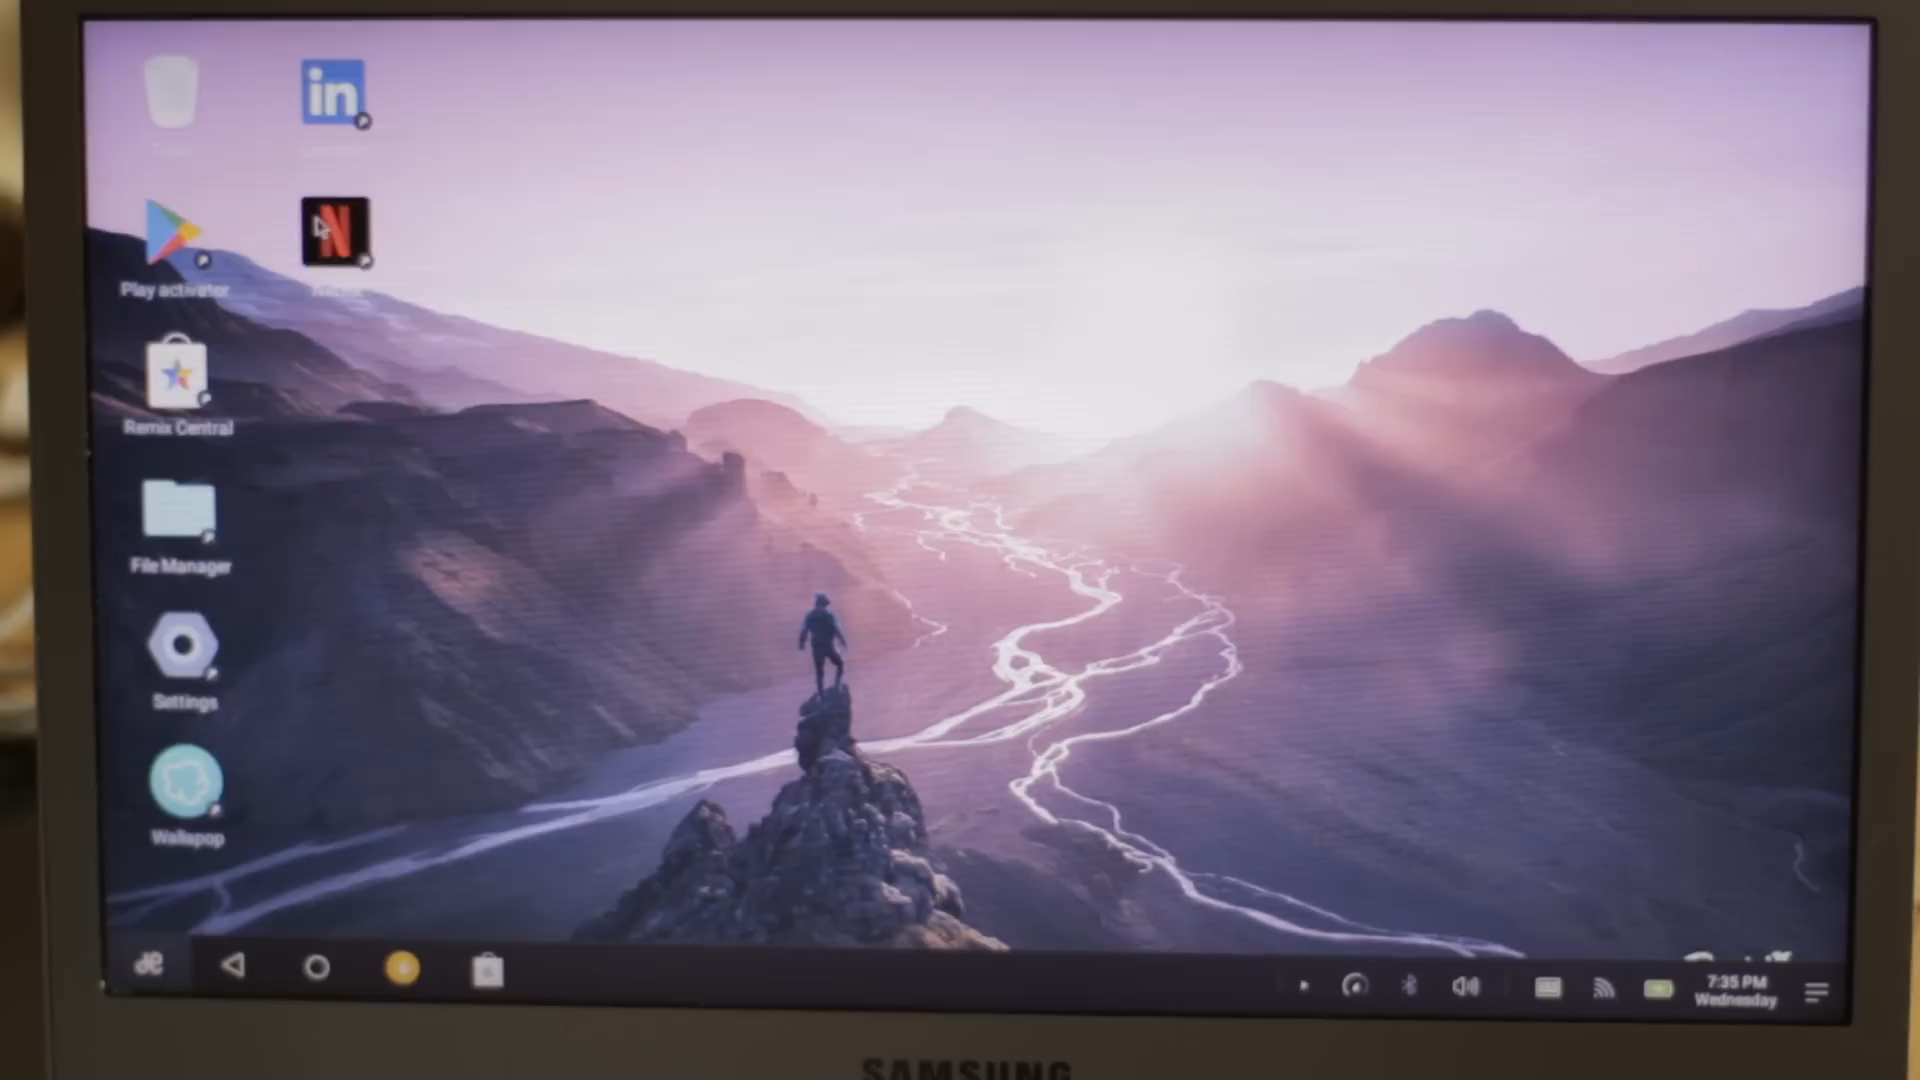 in
N
Play activator
Remix Central
File Manager
Settings
Wallapop
7:35 PM
Wednesday
SAMSUNG